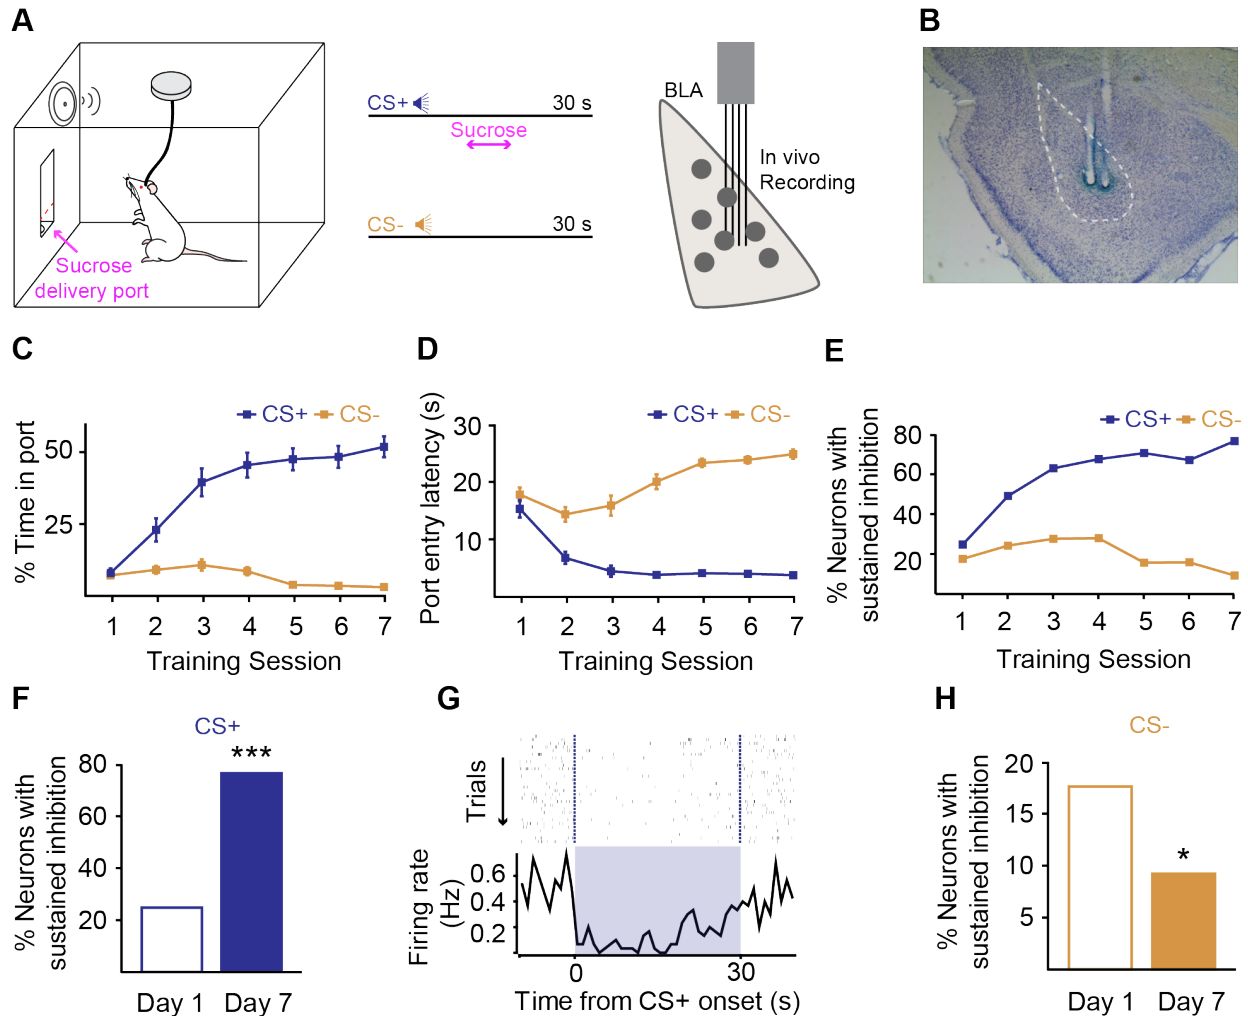 A
B
CS+
30 s
Sucrose
CS-
30 s
BLA
In vivo
Recording
Sucrose
delivery port
C
D
E
CS+
CS-
% Time in port
50
25
1 2 3 4 5 6 7
Training Session
CS+
CS-
Port entry latency (s)
30
20
10
1 2 3 4 5 6 7
Training Session
CS+
CS-
% Neurons with
sustained inhibition
80
60
40
20
1 2 3 4 5 6 7
Training Session
F
G
H
CS+
% Neurons with
sustained inhibition
80
60
40
20
***
Day 1
Day 7
Trials
Firing rate
(Hz)
0.6
0.4
0.2
0
30
Time from CS+ onset (s)
CS-
% Neurons with
sustained inhibition
20
15
10
5
*
Day 1
Day 7